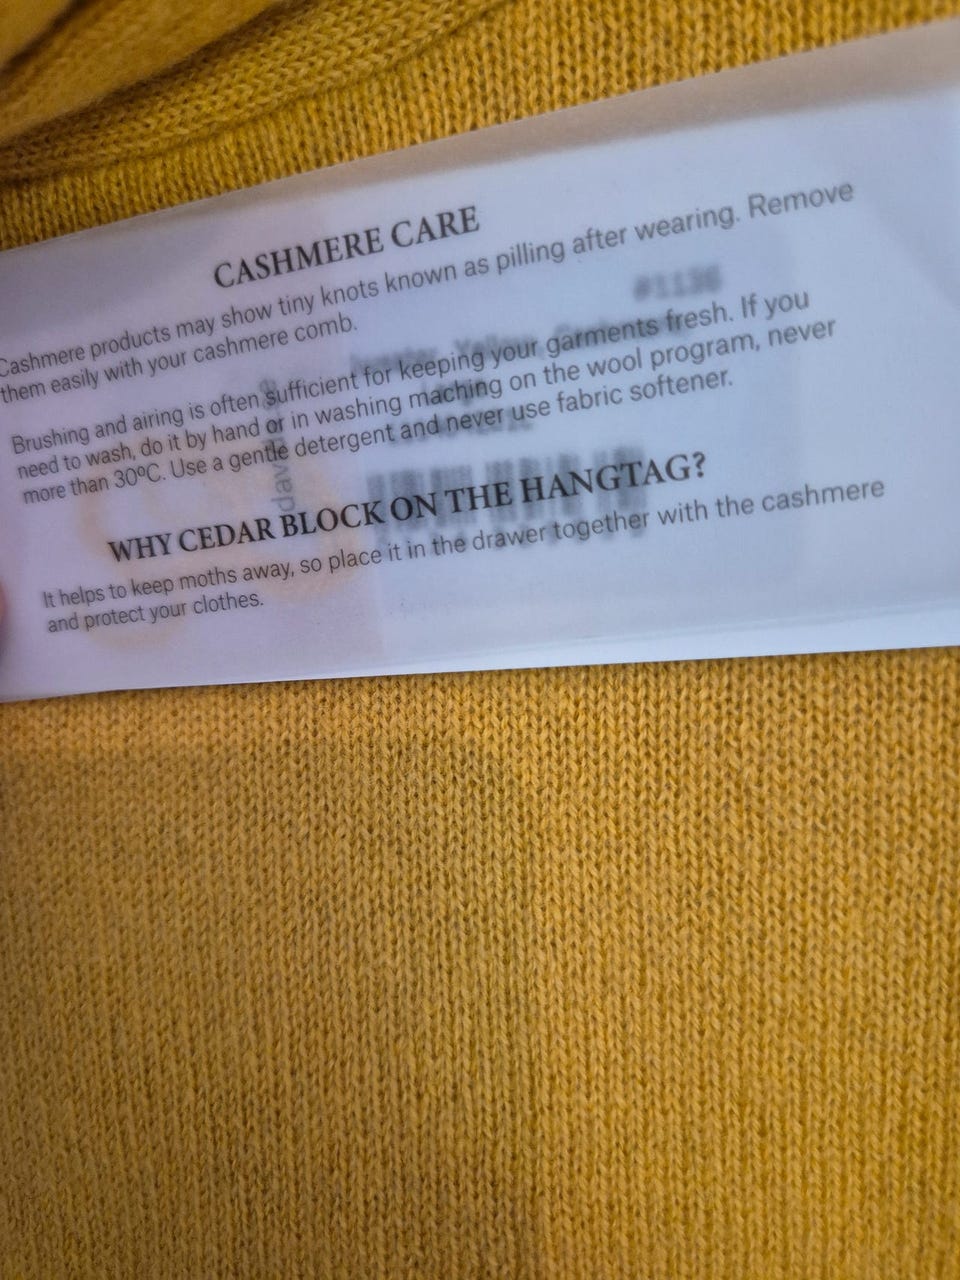 CASHMERE CARE
Cashmere products may show tiny knots known as pilling after wearing. Remove
them easily with your cashmere comb.
Brushing and airing is often sufficient for keeping your garments fresh. If you
need to wash, do it by hand or in washing maching on the wool program, never
more than 30ºC. Use a gentle detergent and never use fabric softener.
WHY CEDAR BLOCK ON THE HANGTAG?
It helps to keep moths away, so place it in the drawer together with the cashmere
and protect your clothes.
#1136